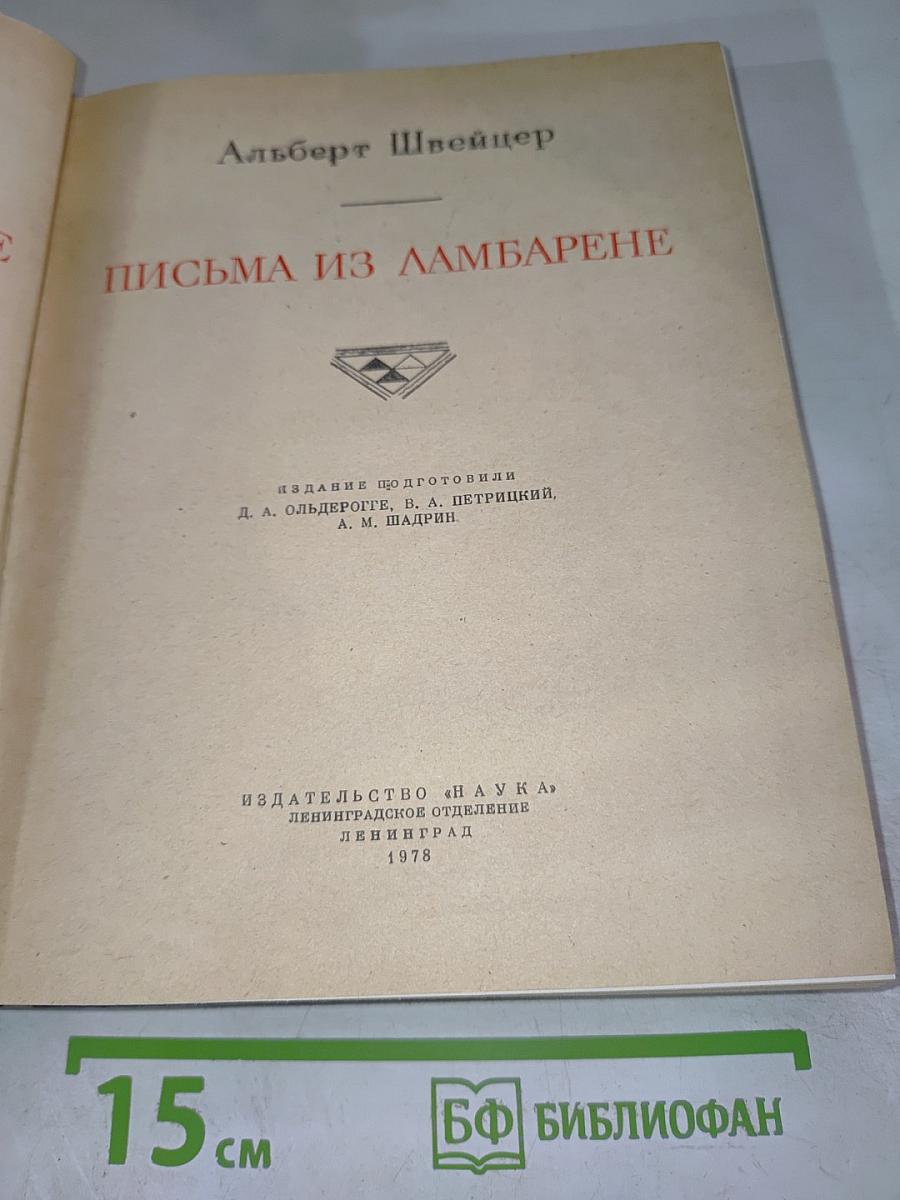 Е
Альберт Швейцер
ПИСЬМА ИЗ ЛАМБАРЕНЕ
ИЗДАНИЕ ПОДГОТОВИЛИ
Д. А. ОЛЬДЕРОГГЕ, В. А. ПЕТРИЦКИЙ,
А. М. ШАДРИН
ИЗДАТЕЛЬСТВО «НАУКА»
ЛЕНИНГРАДСКОЕ ОТДЕЛЕНИЕ
ЛЕНИНГРАД
1978
15 см
БФ БИБЛИОФАН